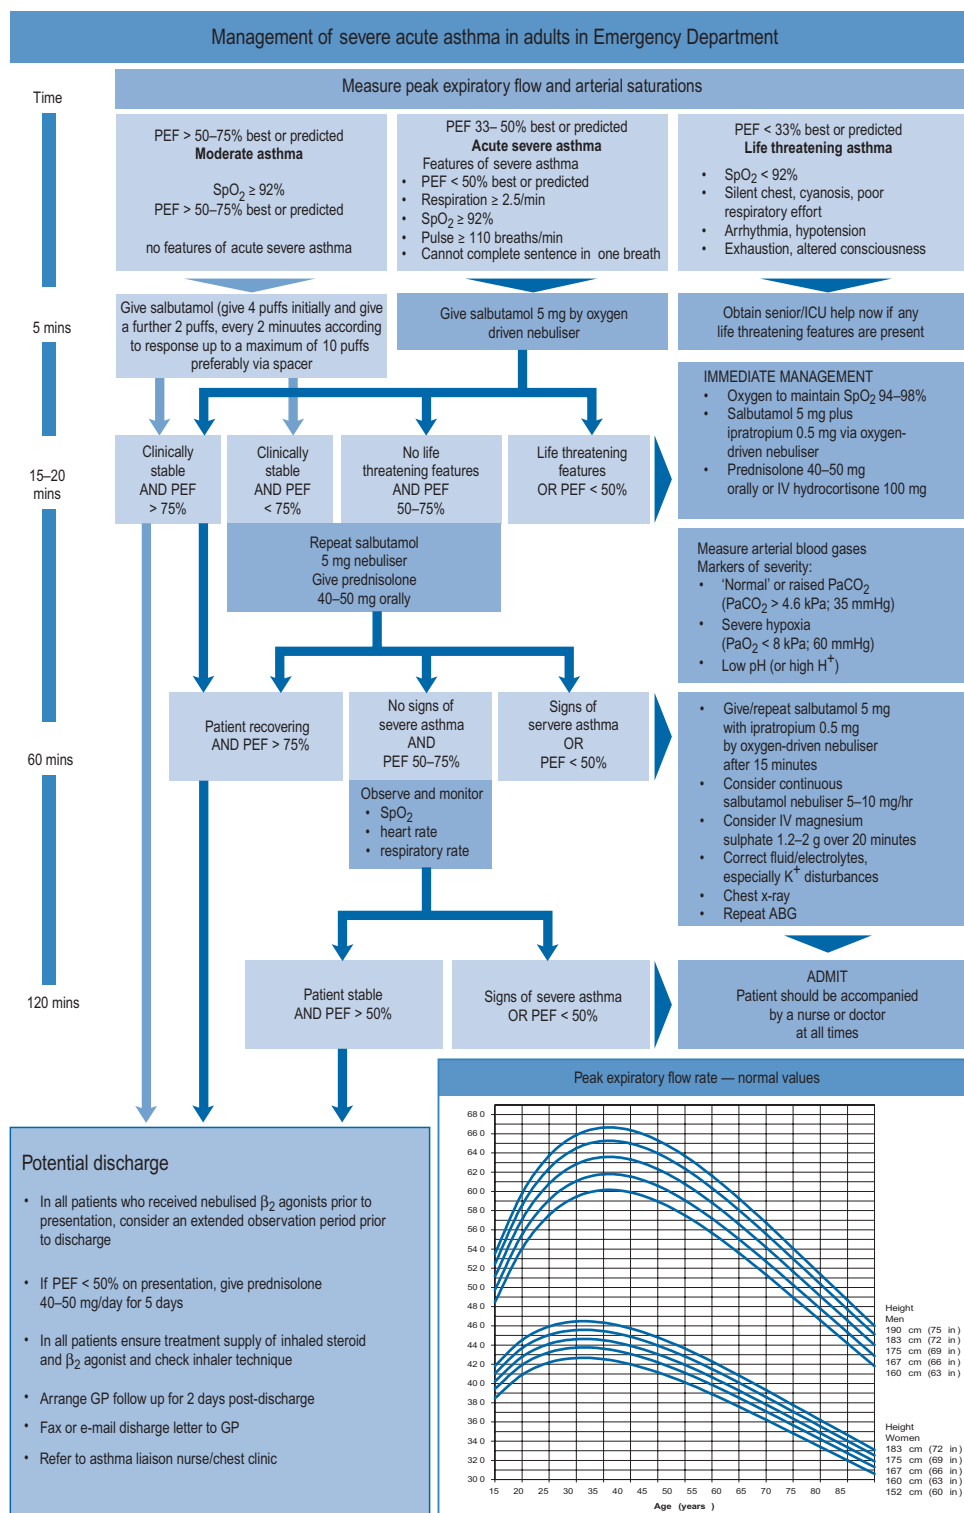 Management of severe acute asthma in adults in Emergency Department
Time
Measure peak expiratory flow and arterial saturations
PEF > 50–75% best or predicted
Moderate asthma
SpO2 ≥ 92%
PEF > 50–75% best or predicted
no features of acute severe asthma
PEF 33– 50% best or predicted
Acute severe asthma
Features of severe asthma
• PEF < 50% best or predicted
• Respiration ≥ 2.5/min
• SpO2 ≥ 92%
• Pulse ≥ 110 breaths/min
• Cannot complete sentence in one breath
PEF < 33% best or predicted
Life threatening asthma
• SpO2 < 92%
• Silent chest, cyanosis, poor
respiratory effort
• Arrhythmia, hypotension
• Exhaustion, altered consciousness
5 mins
Give salbutamol (give 4 puffs initially and give
a further 2 puffs, every 2 minuutes according
to response up to a maximum of 10 puffs
preferably via spacer
Give salbutamol 5 mg by oxygen
driven nebuliser
Obtain senior/ICU help now if any
life threatening features are present
IMMEDIATE MANAGEMENT
• Oxygen to maintain SpO2 94–98%
• Salbutamol 5 mg plus
ipratropium 0.5 mg via oxygen-
driven nebuliser
• Prednisolone 40–50 mg
orally or IV hydrocortisone 100 mg
15–20
mins
Clinically
stable
AND PEF
> 75%
Clinically
stable
AND PEF
< 75%
No life
threatening features
AND PEF
50–75%
Life threatening
features
OR PEF < 50%
Repeat salbutamol
5 mg nebuliser
Give prednisolone
40–50 mg orally
Measure arterial blood gases
Markers of severity:
• 'Normal' or raised PaCO2
(PaCO2 > 4.6 kPa; 35 mmHg)
• Severe hypoxia
(PaO2 < 8 kPa; 60 mmHg)
• Low pH (or high H+)
60 mins
Patient recovering
AND PEF > 75%
No signs of
severe asthma
AND
PEF 50–75%
Signs of
servere asthma
OR
PEF < 50%
Observe and monitor
• SpO2
• heart rate
• respiratory rate
• Give/repeat salbutamol 5 mg
with ipratropium 0.5 mg
by oxygen-driven nebuliser
after 15 minutes
• Consider continuous
salbutamol nebuliser 5–10 mg/hr
• Consider IV magnesium
sulphate 1.2–2 g over 20 minutes
• Correct fluid/electrolytes,
especially K+ disturbances
• Chest x-ray
• Repeat ABG
120 mins
Patient stable
AND PEF > 50%
Signs of severe asthma
OR PEF < 50%
ADMIT
Patient should be accompanied
by a nurse or doctor
at all times
Potential discharge
• In all patients who received nebulised β2 agonists prior to
presentation, consider an extended observation period prior
to discharge
• If PEF < 50% on presentation, give prednisolone
40–50 mg/day for 5 days
• In all patients ensure treatment supply of inhaled steroid
and β2 agonist and check inhaler technique
• Arrange GP follow up for 2 days post-discharge
• Fax or e-mail disharge letter to GP
• Refer to asthma liaison nurse/chest clinic
Peak expiratory flow rate — normal values
680
660
640
620
600
580
560
540
520
500
480
460
440
420
400
380
360
340
320
300
15 20 25 30 35 40 45 50 55 60 65 70 75 80 85
Age (years)
Height
Men
190 cm (75 in)
183 cm (72 in)
175 cm (69 in)
167 cm (66 in)
160 cm (63 in)
Height
Women
183 cm (72 in)
175 cm (69 in)
167 cm (66 in)
160 cm (63 in)
152 cm (60 in)